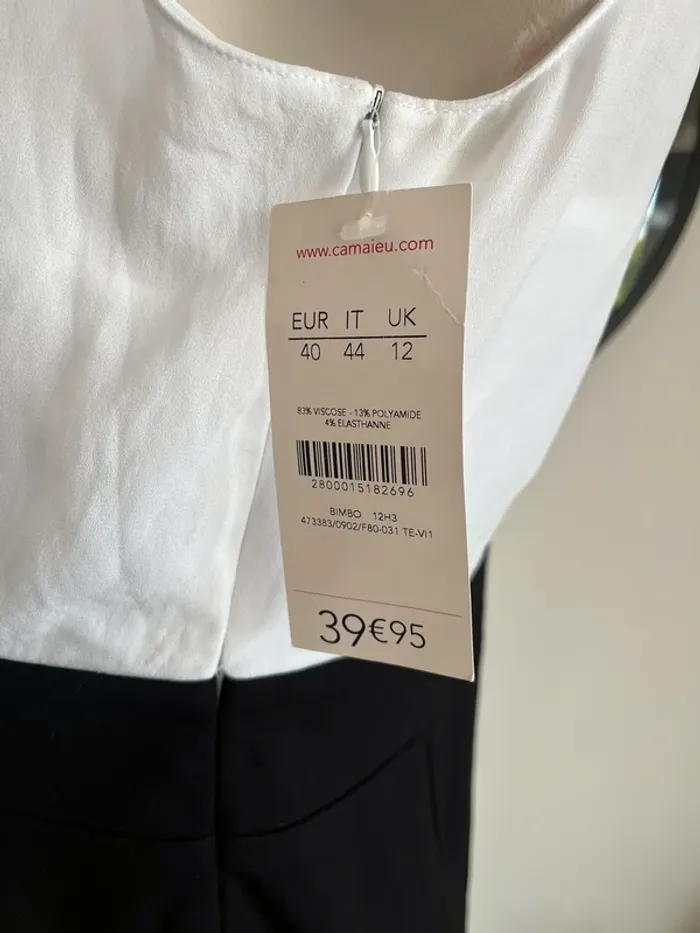 www.camaieu.com
EUR IT UK
40 44 12
83% VISCOSE - 13% POLYAMIDE
4% ELASTHANNE
2800015182696
BIMBO 12H3
473383/0902/F80-031 TE-VI1
39€95